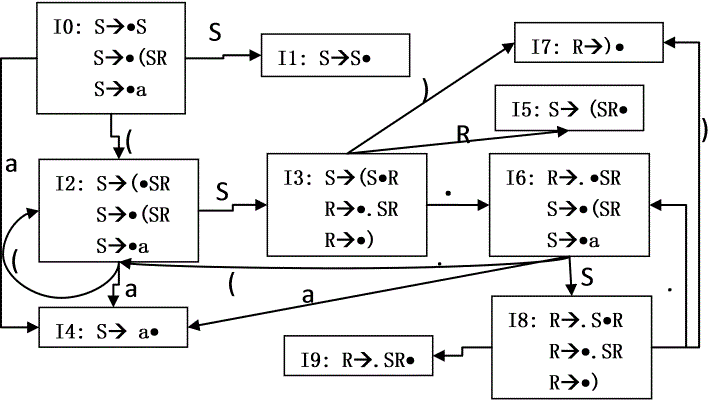 I0: S→•S
S→•(SR
S→•a
S
I1: S→S•
I7: R→)•
)
I5: S→ (SR•
R
)
(
a
I2: S→(•SR
S→•(SR
S→•a
S
I3: S→(S•R
R→•.SR
R→•)
.
I6: R→.•SR
S→•(SR
S→•a
(
a
(
.
a
S
.
I4: S→ a•
I8: R→.S•R
R→•.SR
R→•)
I9: R→.SR•